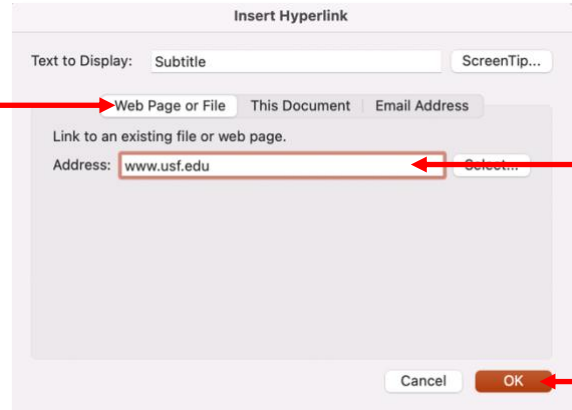 Insert Hyperlink
Text to Display: Subtitle ScreenTip...
Web Page or File This Document Email Address
Link to an existing file or web page.
Address: www.usf.edu Select...
Cancel OK